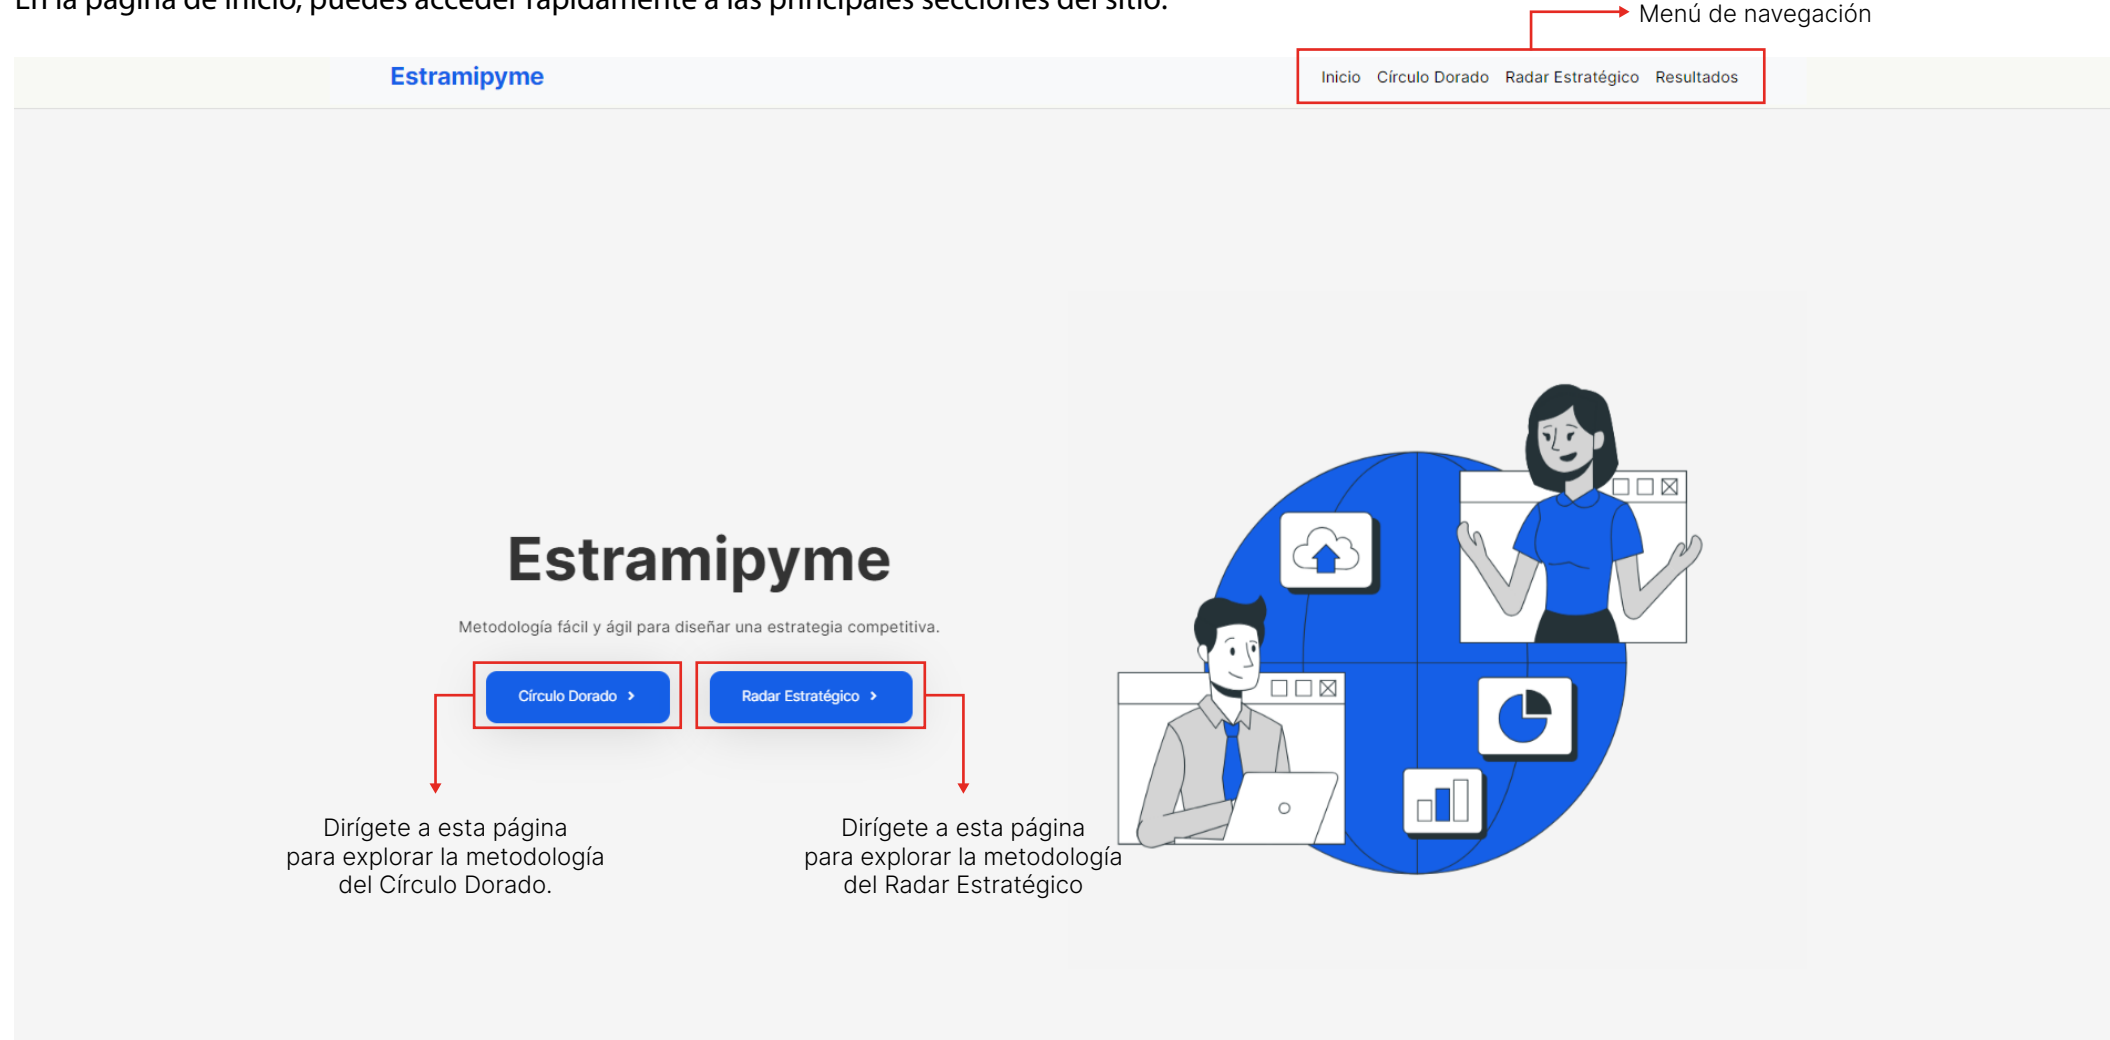 En la página de inicio, puedes acceder rápidamente a las principales secciones del sitio.
Menú de navegación
Estramipyme
Inicio Círculo Dorado Radar Estratégico Resultados
Estramipyme
Metodología fácil y ágil para diseñar una estrategia competitiva.
Círculo Dorado >
Radar Estratégico >
Dirígete a esta página
para explorar la metodología
del Círculo Dorado.
Dirígete a esta página
para explorar la metodología
del Radar Estratégico